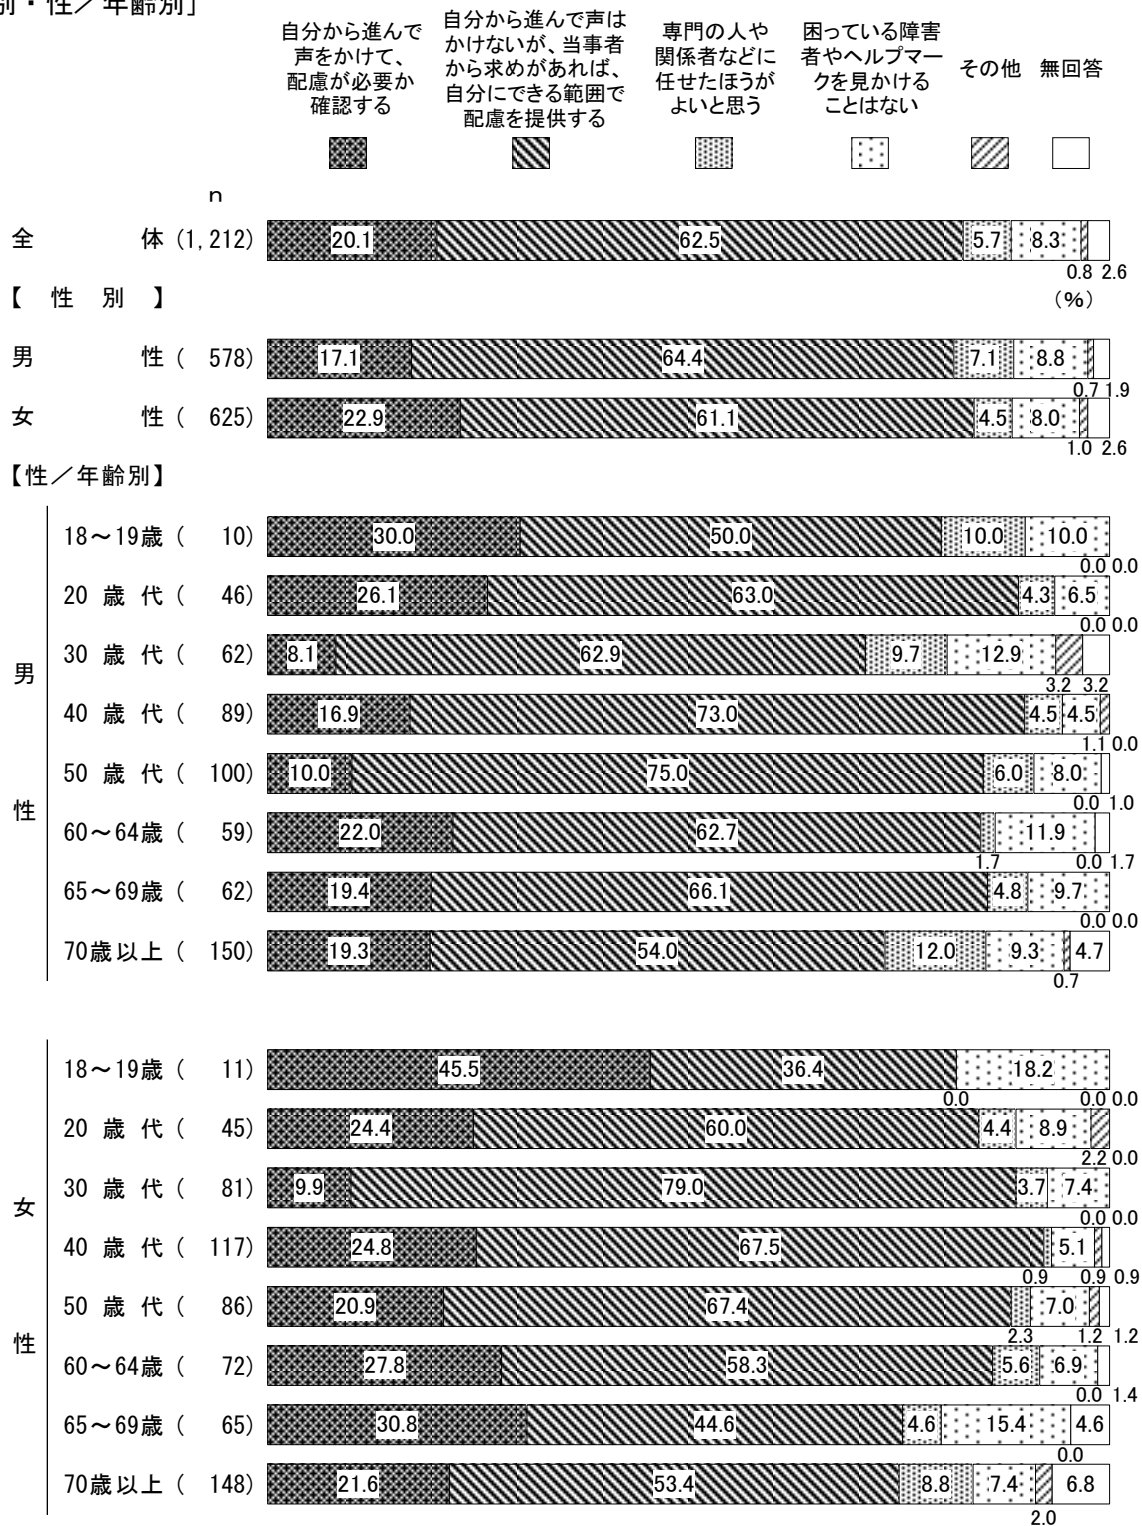 別・性／年齢別］
自分から進んで
声をかけて、
配慮が必要か
確認する
自分から進んで声は
かけないが、当事者
から求めがあれば、
自分にできる範囲で
配慮を提供する
専門の人や
関係者などに
任せたほうが
よいと思う
困っている障害
者やヘルプマー
クを見かける
ことはない
その他
無回答
n
全 体 (1,212) 20.1 62.5 5.7 8.3
0.8 2.6
【 性 別 】 (%)
男 性 ( 578) 17.1 64.4 7.1 8.8
0.7 1.9
女 性 ( 625) 22.9 61.1 4.5 8.0
1.0 2.6
【性／年齢別】
男性
18～19歳 ( 10) 30.0 50.0 10.0 10.0
0.0 0.0
20 歳 代 ( 46) 26.1 63.0 4.3 6.5
0.0 0.0
30 歳 代 ( 62) 8.1 62.9 9.7 12.9
3.2 3.2
40 歳 代 ( 89) 16.9 73.0 4.5 4.5
1.1 0.0
50 歳 代 ( 100) 10.0 75.0 6.0 8.0
0.0 1.0
60～64歳 ( 59) 22.0 62.7 11.9
1.7 0.0 1.7
65～69歳 ( 62) 19.4 66.1 4.8 9.7
0.0 0.0
70歳以上 ( 150) 19.3 54.0 12.0 9.3 4.7
0.7
女性
18～19歳 ( 11) 45.5 36.4 18.2
0.0 0.0 0.0
20 歳 代 ( 45) 24.4 60.0 4.4 8.9
2.2 0.0
30 歳 代 ( 81) 9.9 79.0 3.7 7.4
0.0 0.0
40 歳 代 ( 117) 24.8 67.5 5.1
0.9 0.9 0.9
50 歳 代 ( 86) 20.9 67.4 7.0
2.3 1.2 1.2
60～64歳 ( 72) 27.8 58.3 5.6 6.9
0.0 1.4
65～69歳 ( 65) 30.8 44.6 4.6 15.4 4.6
0.0
70歳以上 ( 148) 21.6 53.4 8.8 7.4 6.8
2.0